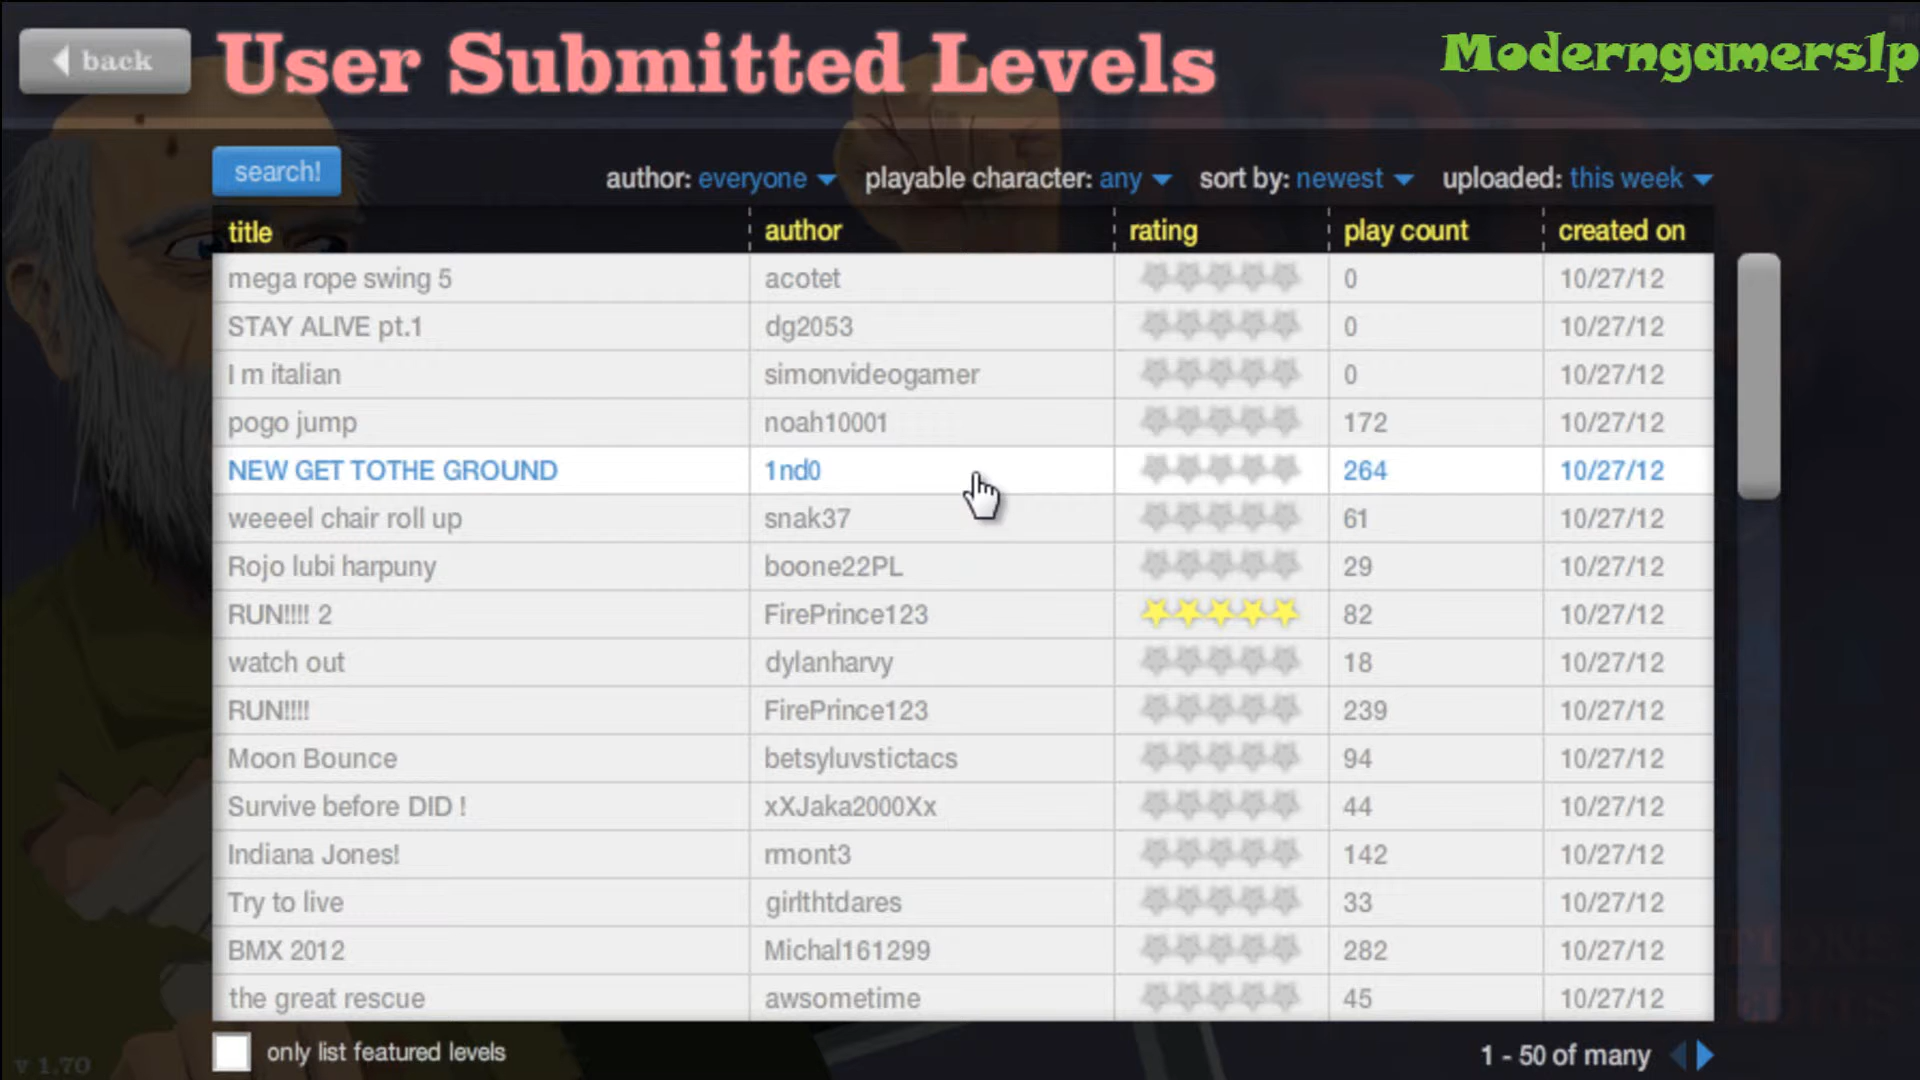 back
User Submitted Levels
Moderngamers1p
search!
author: everyone playable character: any sort by: newest uploaded: this week
title author rating play count created on
mega rope swing 5 acotet 0 10/27/12
STAY ALIVE pt.1 dg2053 0 10/27/12
I m italian simonvideogamer 0 10/27/12
pogo jump noah10001 172 10/27/12
NEW GET TOTHE GROUND 1nd0 264 10/27/12
weeeel chair roll up snak37 61 10/27/12
Rojo lubi harpuny boone22PL 29 10/27/12
RUN!!!! 2 FirePrince123 82 10/27/12
watch out dylanharvy 18 10/27/12
RUN!!!! FirePrince123 239 10/27/12
Moon Bounce betsyluvstictacs 94 10/27/12
Survive before DID ! xXJaka2000Xx 44 10/27/12
Indiana Jones! rmont3 142 10/27/12
Try to live girlthtdares 33 10/27/12
BMX 2012 Michal161299 282 10/27/12
the great rescue awsometime 45 10/27/12
only list featured levels
1 - 50 of many
v 1.70